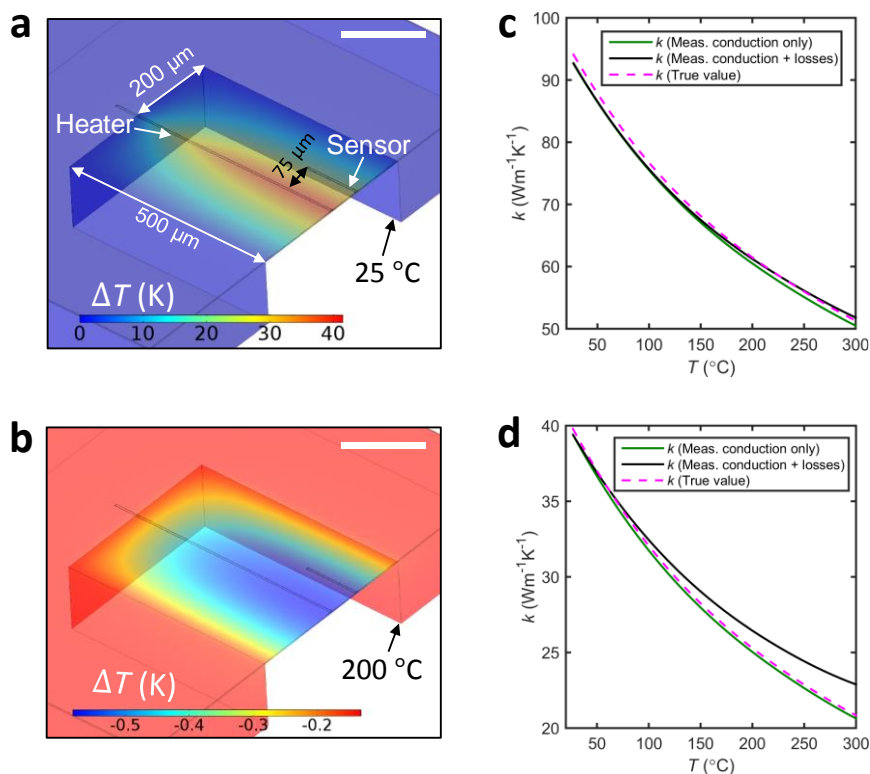 a
200 μm
Heater
75 μm
Sensor
500 μm
25 °C
ΔT (K)
0 10 20 30 40
b
200 °C
ΔT (K)
-0.5 -0.4 -0.3 -0.2
c
k (Meas. conduction only)
k (Meas. conduction + losses)
k (True value)
100
90
80
70
60
50
k (Wm⁻¹K⁻¹)
50 100 150 200 250 300
T (°C)
d
k (Meas. conduction only)
k (Meas. conduction + losses)
k (True value)
40
35
30
25
20
k (Wm⁻¹K⁻¹)
50 100 150 200 250 300
T (°C)